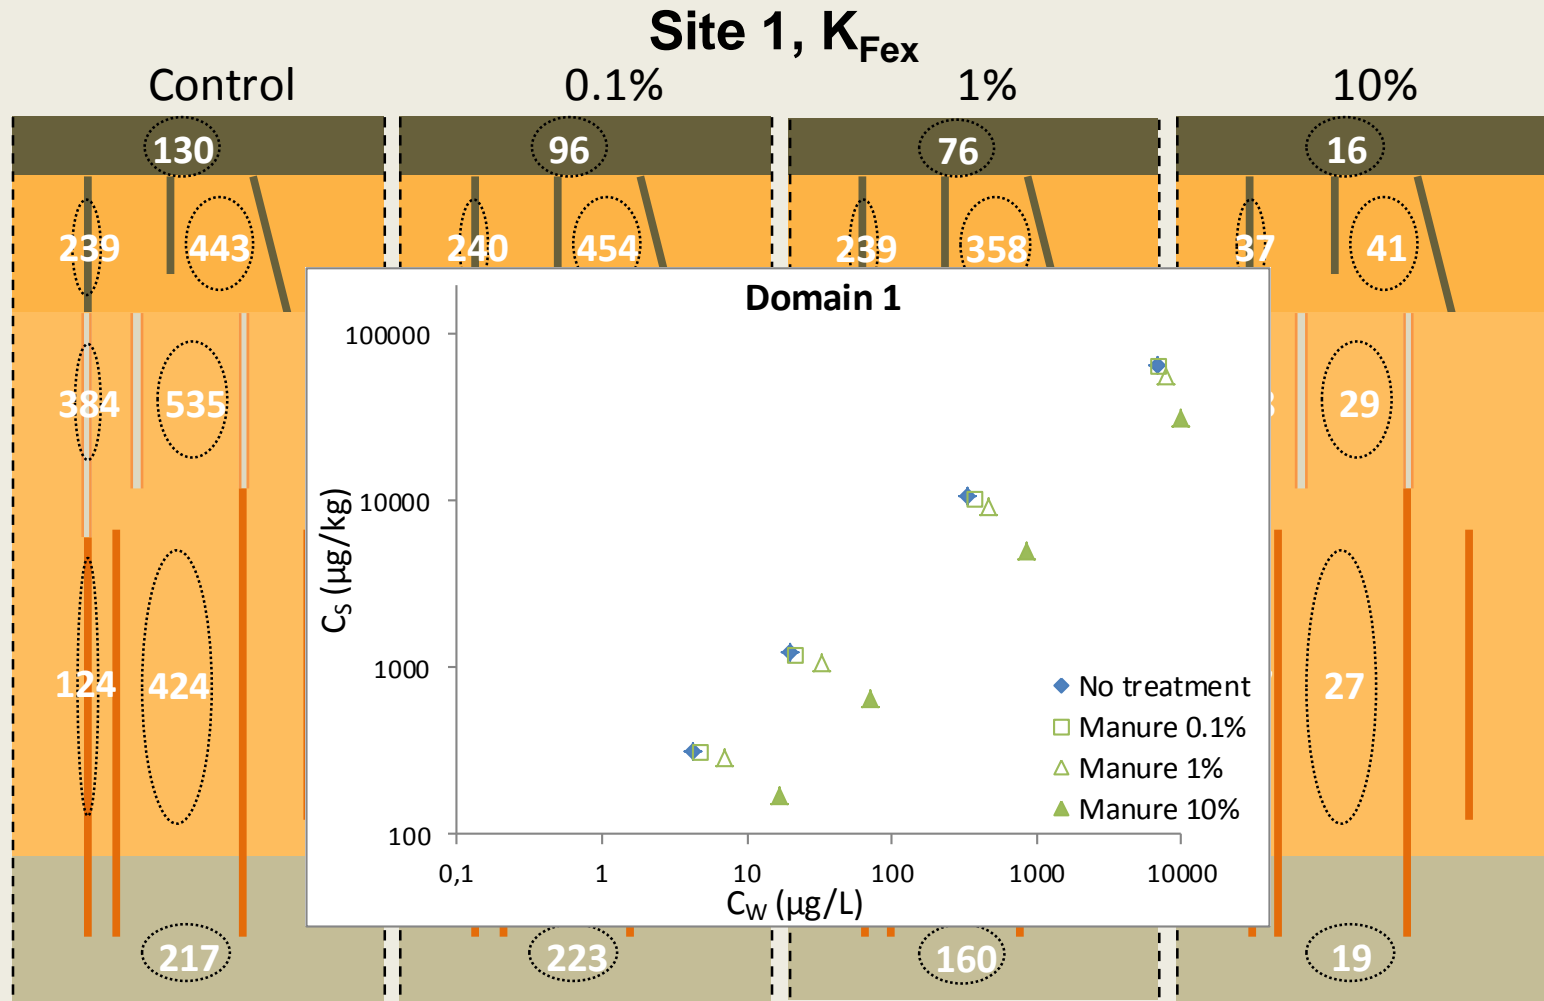 Site 1, KFex
Control 0.1% 1% 10%
130 96 76 16
239 443 240 454 239 358 37 41
Domain 1
100000
10000
1000
100
0,1 1 10 100 1000 10000
CS (µg/kg)
CW (µg/L)
No treatment
Manure 0.1%
Manure 1%
Manure 10%
384 535 29
124 424 27
217 223 160 19